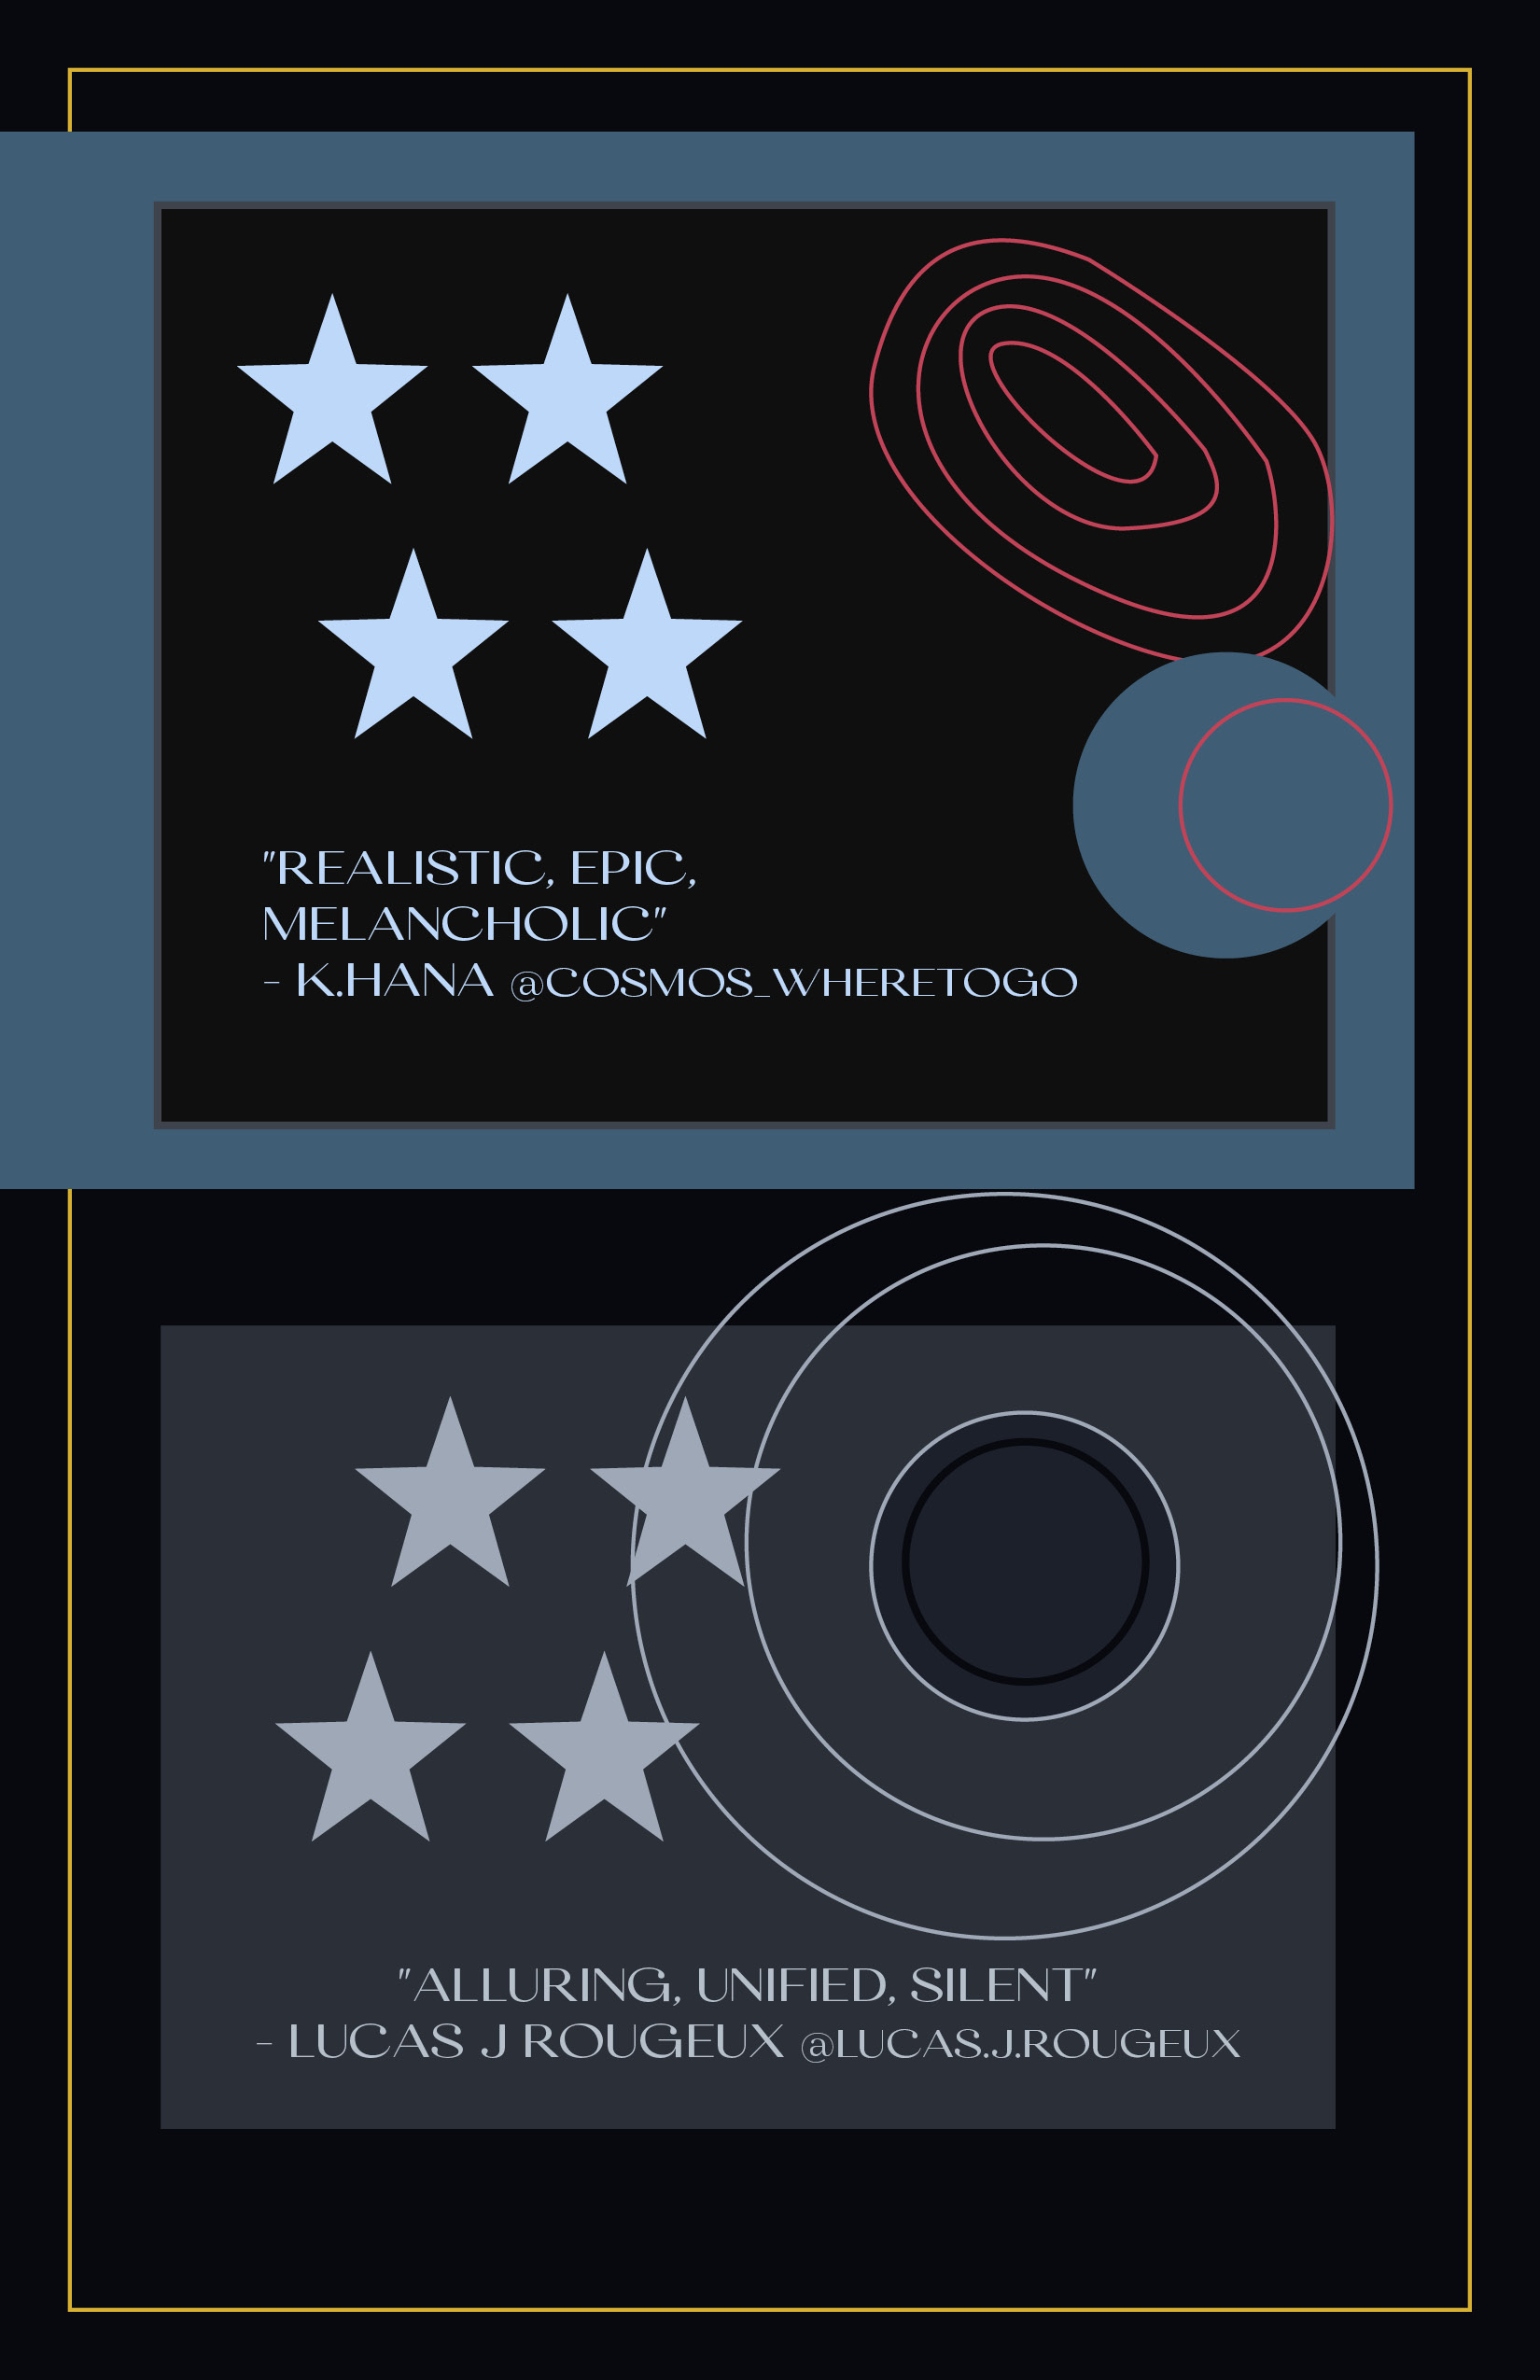 "REALISTIC, EPIC,
MELANCHOLIC"
- K.HANA @COSMOS_WHERETOGO
"ALLURING, UNIFIED, SILENT"
- LUCAS J ROUGEUX @LUCAS.J.ROUGEUX